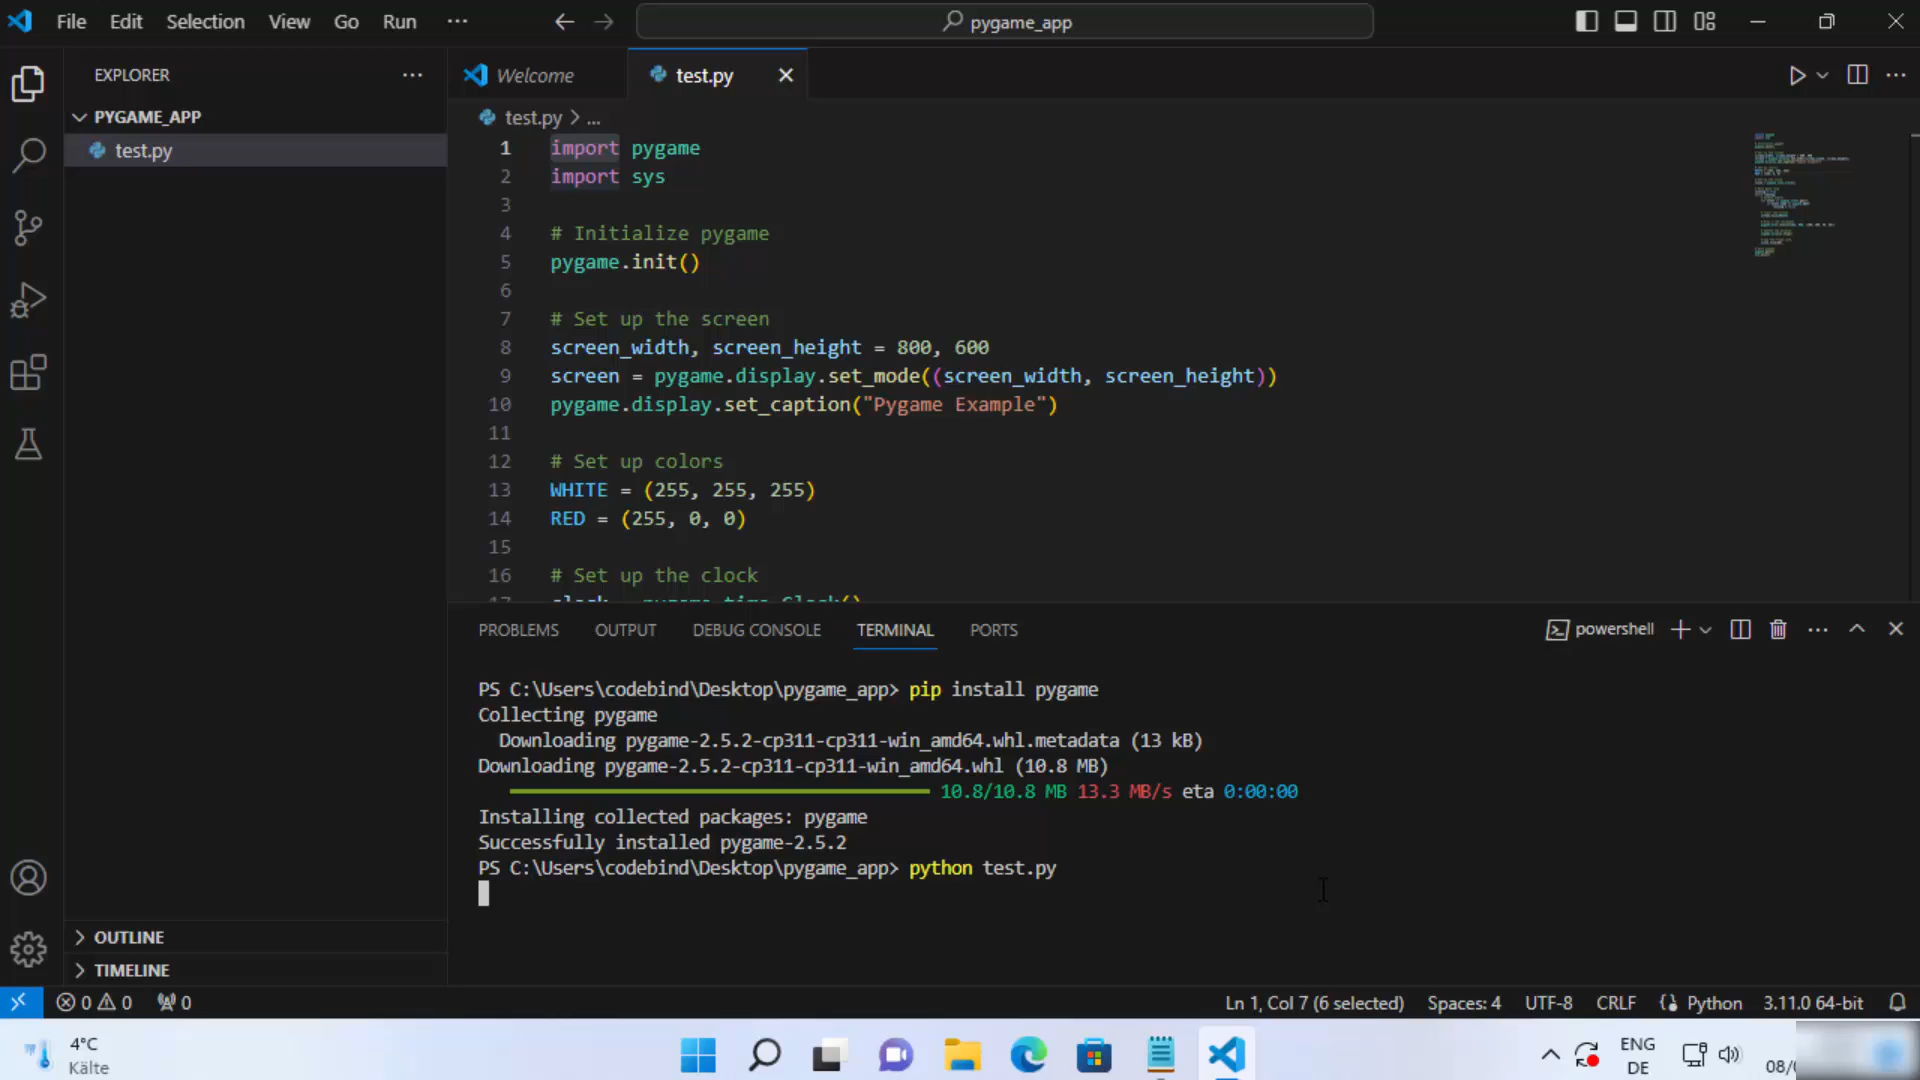 File Edit Selection View Go Run ...
pygame_app
EXPLORER
PYGAME_APP
test.py
OUTLINE
TIMELINE
Welcome
test.py
test.py > ...
1 import pygame
2 import sys
3
4 # Initialize pygame
5 pygame.init()
6
7 # Set up the screen
8 screen_width, screen_height = 800, 600
9 screen = pygame.display.set_mode((screen_width, screen_height))
10 pygame.display.set_caption("Pygame Example")
11
12 # Set up colors
13 WHITE = (255, 255, 255)
14 RED = (255, 0, 0)
15
16 # Set up the clock
17 clock = pygame.time.Clock()
PROBLEMS OUTPUT DEBUG CONSOLE TERMINAL PORTS
powershell
PS C:\Users\codebind\Desktop\pygame_app> pip install pygame
Collecting pygame
Downloading pygame-2.5.2-cp311-cp311-win_amd64.whl.metadata (13 kB)
Downloading pygame-2.5.2-cp311-cp311-win_amd64.whl (10.8 MB)
10.8/10.8 MB 13.3 MB/s eta 0:00:00
Installing collected packages: pygame
Successfully installed pygame-2.5.2
PS C:\Users\codebind\Desktop\pygame_app> python test.py
0 0 0
Ln 1, Col 7 (6 selected) Spaces: 4 UTF-8 CRLF Python 3.11.0 64-bit
4°C
Kälte
ENG
DE
08/